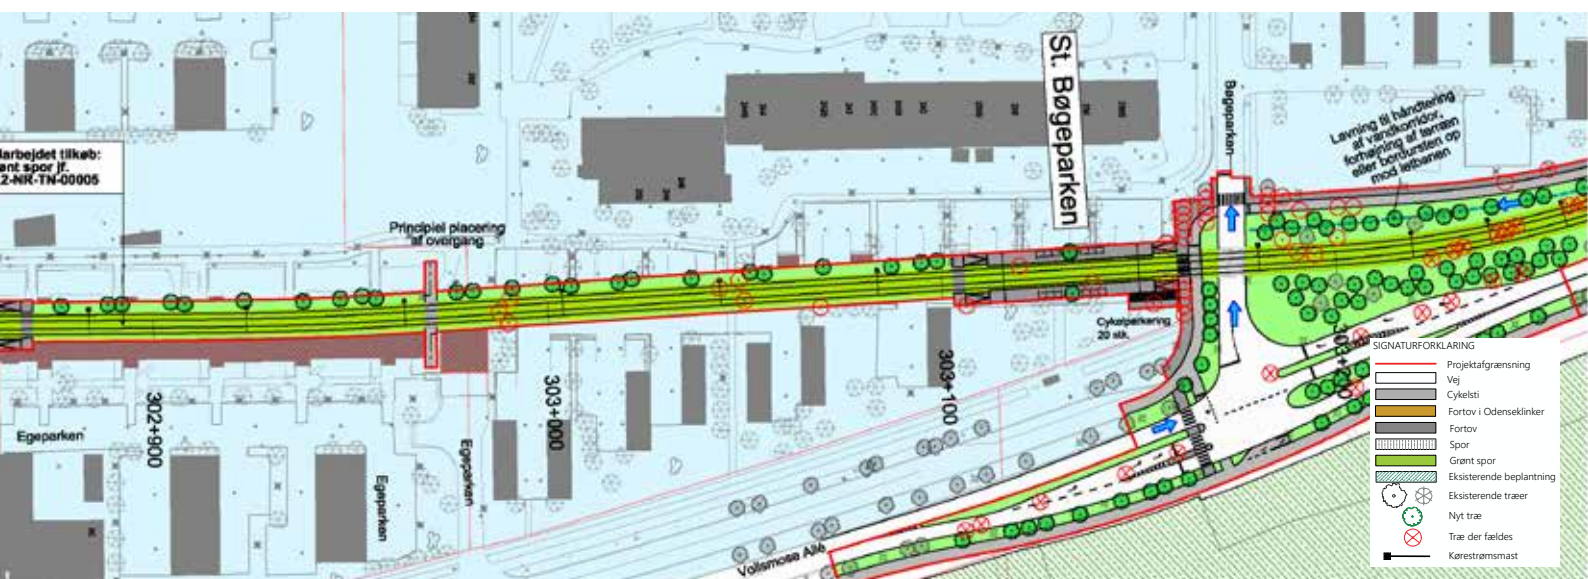 arbejdet tilkøb:
ønt spor jf.
2-NR-TN-00005
Principiel placering
af overgang
St. Bøgeparken
Bøgeparken
Lavning til håndtering
af vandkorridor,
forhøjning af terræn
eller bordursten op
mod letbanen
Cykelparkering
20 stk.
302+900
303+000
303+100
Egeparken
Egeparken
Egeparken
Vollsmose Allé
SIGNATURFORKLARING
Projektafgrænsning
Vej
Cykelsti
Fortov i Odenseklinker
Fortov
Spor
Grønt spor
Eksisterende beplantning
Eksisterende træer
Nyt træ
Træ der fældes
Kørestrømsmast